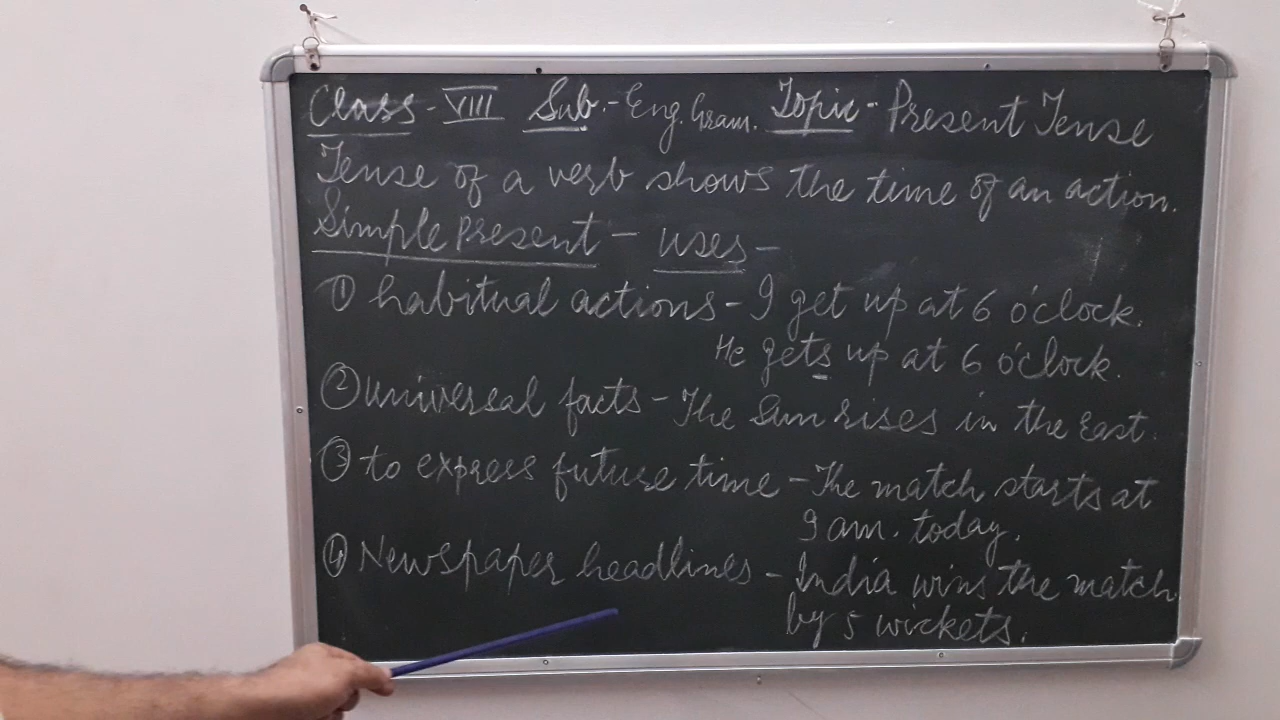 Class - VIII Sub.- Eng. Gram. Topic - Present Tense
Tense of a verb shows the time of an action.
Simple Present - uses -
① habitual actions - I get up at 6 o'clock.
He gets up at 6 o'clock.
② universal facts - The Sun rises in the East.
③ to express future time - The match starts at
9 am. today.
④ Newspaper headlines - India wins the match
by 5 wickets.